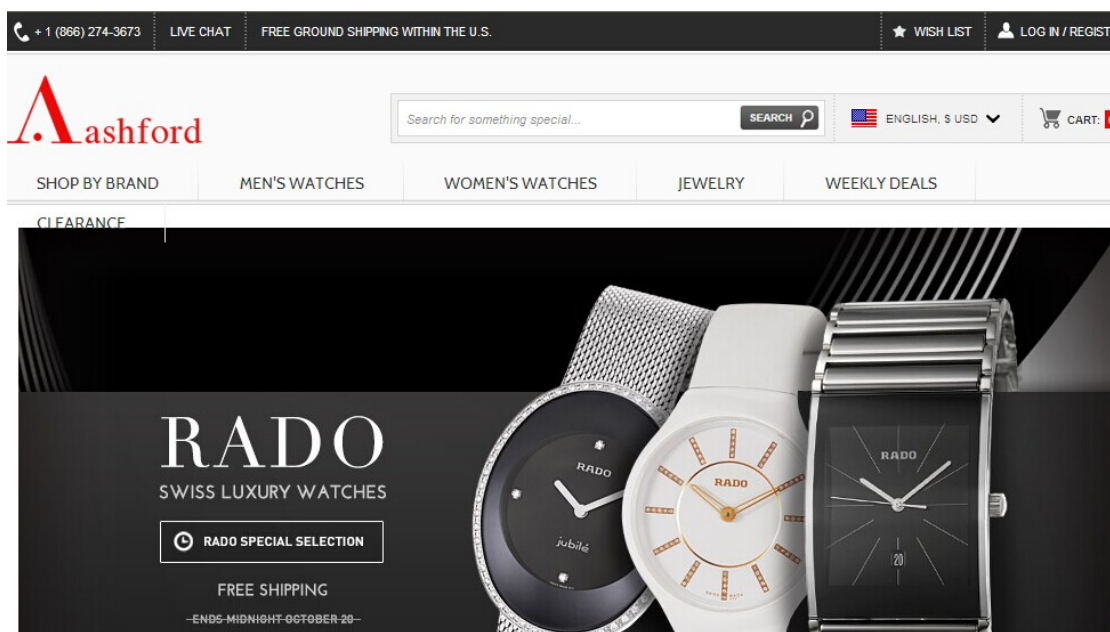 + 1 (866) 274-3673 LIVE CHAT FREE GROUND SHIPPING WITHIN THE U.S. WISH LIST LOG IN / REGIST
ashford
Search for something special... SEARCH ENGLISH, $ USD CART:
SHOP BY BRAND MEN'S WATCHES WOMEN'S WATCHES JEWELRY WEEKLY DEALS
CLEARANCE
RADO
SWISS LUXURY WATCHES
RADO SPECIAL SELECTION
FREE SHIPPING
ENDS MIDNIGHT OCTOBER 20
RADO
jubilé
RADO
RADO
20